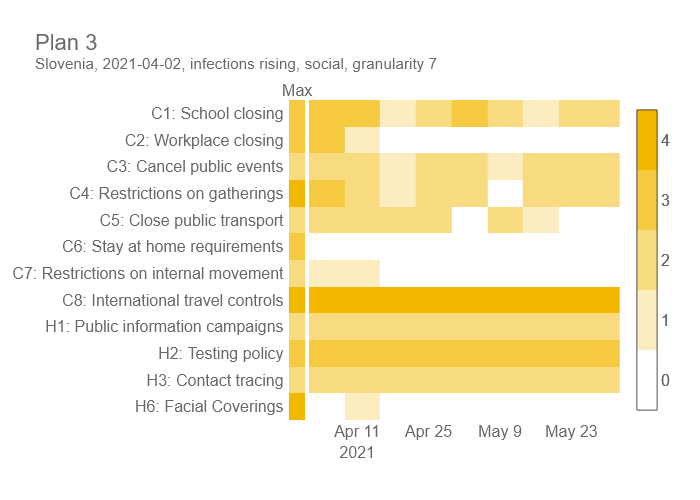 Plan 3
Slovenia, 2021-04-02, infections rising, social, granularity 7
Max
C1: School closing
C2: Workplace closing
C3: Cancel public events
C4: Restrictions on gatherings
C5: Close public transport
C6: Stay at home requirements
C7: Restrictions on internal movement
C8: International travel controls
H1: Public information campaigns
H2: Testing policy
H3: Contact tracing
H6: Facial Coverings
Apr 11 Apr 25 May 9 May 23
2021
4
3
2
1
0